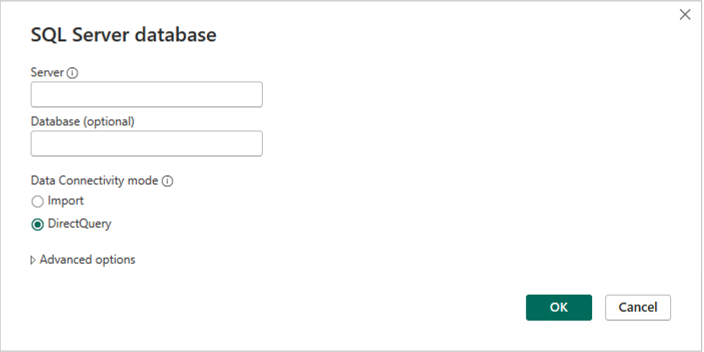 SQL Server database
Server
Database (optional)
Data Connectivity mode
Import
DirectQuery
Advanced options
OK Cancel